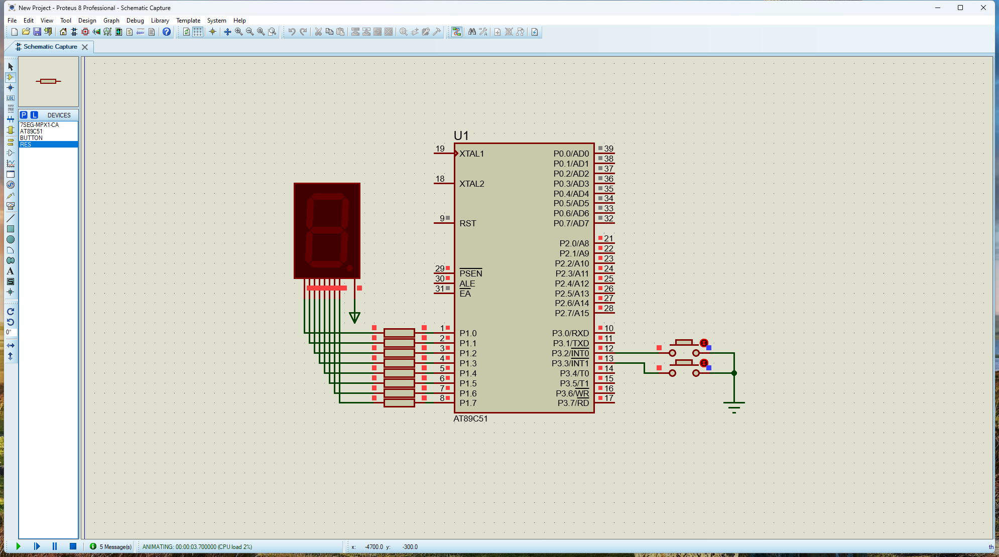 New Project - Proteus 8 Professional - Schematic Capture
File Edit View Tool Design Graph Debug Library Template System Help
Schematic Capture
P L DEVICES
7SEG-MPX1-CA
AT89C51
BUTTON
RES
LBL
A
S
0°
U1
19 XTAL1 P0.0/AD0 39
P0.1/AD1 38
P0.2/AD2 37
18 XTAL2 P0.3/AD3 36
P0.4/AD4 35
P0.5/AD5 34
P0.6/AD6 33
9 RST P0.7/AD7 32
P2.0/A8 21
P2.1/A9 22
P2.2/A10 23
29 PSEN P2.3/A11 24
30 ALE P2.4/A12 25
31 EA P2.5/A13 26
P2.6/A14 27
P2.7/A15 28
1 P1.0 P3.0/RXD 10
2 P1.1 P3.1/TXD 11
3 P1.2 P3.2/INT0 12
4 P1.3 P3.3/INT1 13
5 P1.4 P3.4/T0 14
6 P1.5 P3.5/T1 15
7 P1.6 P3.6/WR 16
8 P1.7 P3.7/RD 17
AT89C51
5 Message(s) ANIMATING: 00:00:03.700000 (CPU load 2%) x: -4700.0 y: -300.0 th